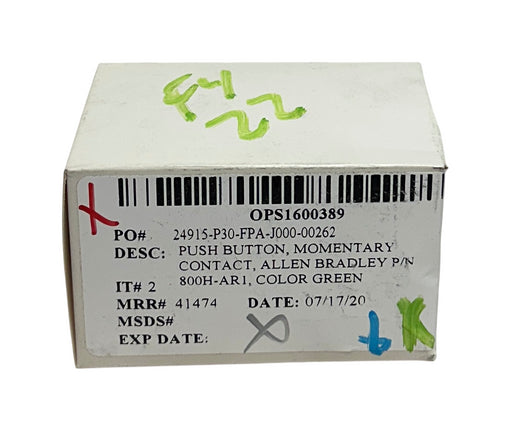 F4
22
X
OPS1600389
PO# 24915-P30-FPA-J000-00262
DESC: PUSH BUTTON, MOMENTARY
CONTACT, ALLEN BRADLEY P/N
IT# 2 800H-AR1, COLOR GREEN
MRR# 41474 DATE: 07/17/20
MSDS#
EXP DATE:
K